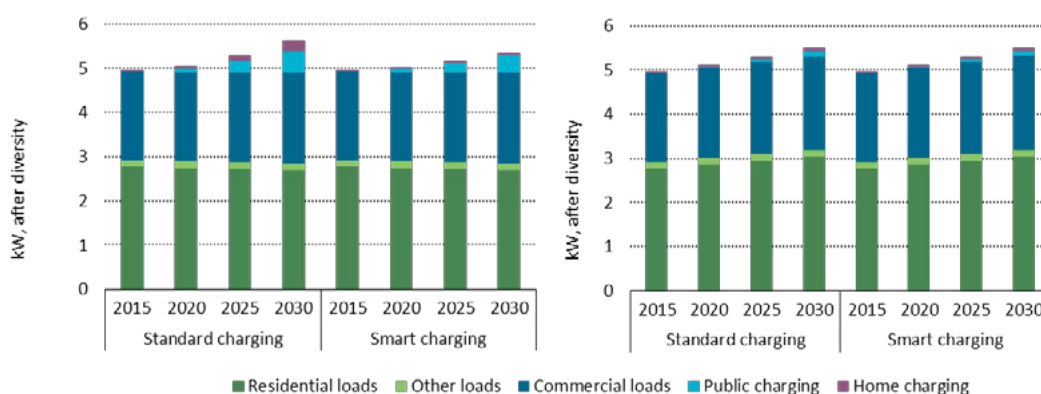 6
5
4
3
2
1
0
kW, after diversity
2015 2020 2025 2030 2015 2020 2025 2030
Standard charging Smart charging
6
5
4
3
2
1
0
kW, after diversity
2015 2020 2025 2030 2015 2020 2025 2030
Standard charging Smart charging
Residential loads Other loads Commercial loads Public charging Home charging